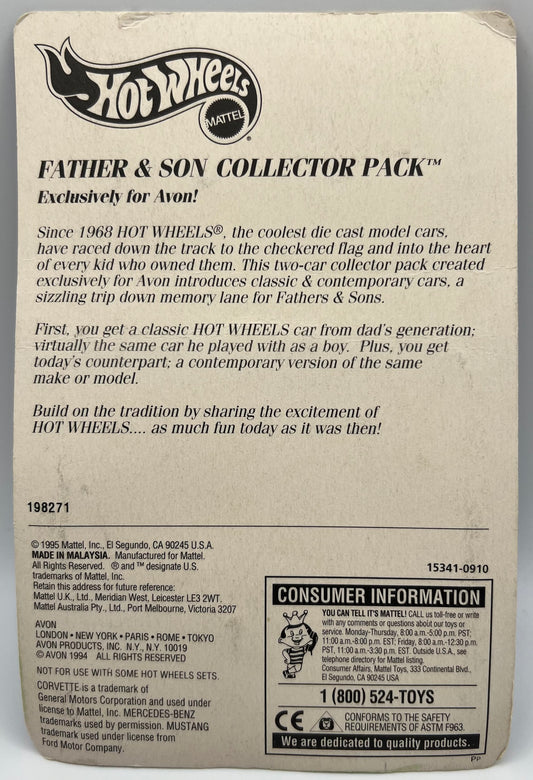 HOT WHEELS
MATTEL
®
FATHER & SON COLLECTOR PACK™
Exclusively for Avon!
Since 1968 HOT WHEELS®, the coolest die cast model cars,
have raced down the track to the checkered flag and into the heart
of every kid who owned them. This two-car collector pack created
exclusively for Avon introduces classic & contemporary cars, a
sizzling trip down memory lane for Fathers & Sons.
First, you get a classic HOT WHEELS car from dad's generation;
virtually the same car he played with as a boy. Plus, you get
today's counterpart; a contemporary version of the same
make or model.
Build on the tradition by sharing the excitement of
HOT WHEELS.... as much fun today as it was then!
198271
© 1995 Mattel, Inc., El Segundo, CA 90245 U.S.A.
MADE IN MALAYSIA. Manufactured for Mattel.
All Rights Reserved. ® and ™ designate U.S.
trademarks of Mattel, Inc.
Retain this address for future reference:
Mattel U.K., Ltd., Meridian West, Leicester LE3 2WT.
Mattel Australia Pty., Ltd., Port Melbourne, Victoria 3207
AVON
LONDON • NEW YORK • PARIS • ROME • TOKYO
AVON PRODUCTS, INC. N.Y., N.Y. 10019
© AVON 1994 ALL RIGHTS RESERVED
NOT FOR USE WITH SOME HOT WHEELS SETS.
CORVETTE is a trademark of
General Motors Corporation and used under
license to Mattel, Inc. MERCEDES-BENZ
trademarks used by permission. MUSTANG
trademark used under license from
Ford Motor Company.
15341-0910
CONSUMER INFORMATION
YOU CAN TELL IT'S MATTEL! CALL us toll-free or write
with any comments or questions about our toys or
service. Monday-Thursday, 8:00 a.m.-5:00 p.m. PST;
11:00 a.m.-8:00 p.m. EST; Friday, 8:00 a.m.-12:30 p.m.
PST, 11:00 a.m.-3:30 p.m. EST. Outside U.S.A., see
telephone directory for Mattel listing.
Consumer Affairs, Mattel Toys, 333 Continental Blvd.,
El Segundo, CA 90245 USA
1 (800) 524-TOYS
CE
CONFORMS TO THE SAFETY
REQUIREMENTS OF ASTM F963.
We are dedicated to quality products.
PP